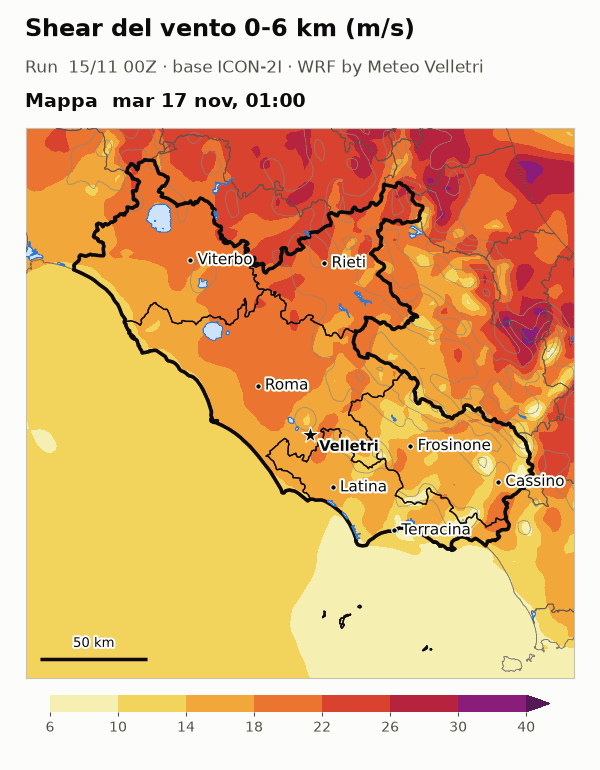 Shear del vento 0-6 km (m/s)
Run  15/11 00Z · base ICON-2I · WRF by Meteo Velletri
Mappa  mar 17 nov, 01:00
Viterbo
Rieti
Roma
Velletri
Frosinone
Latina
Cassino
Terracina
50 km
6 10 14 18 22 26 30 40